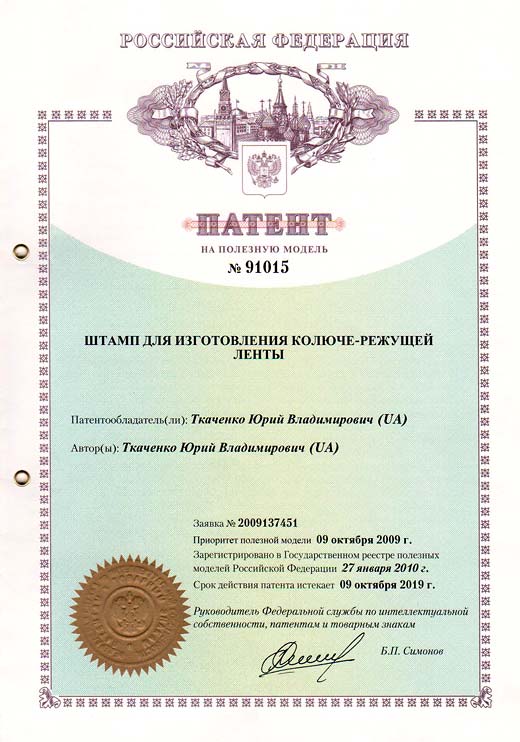 РОССИЙСКАЯ ФЕДЕРАЦИЯ
ПАТЕНТ
НА ПОЛЕЗНУЮ МОДЕЛЬ
№ 91015
ШТАМП ДЛЯ ИЗГОТОВЛЕНИЯ КОЛЮЧЕ-РЕЖУЩЕЙ
ЛЕНТЫ
Патентообладатель(ли): Ткаченко Юрий Владимирович (UA)
Автор(ы): Ткаченко Юрий Владимирович (UA)
Заявка № 2009137451
Приоритет полезной модели 09 октября 2009 г.
Зарегистрировано в Государственном реестре полезных
моделей Российской Федерации 27 января 2010 г.
Срок действия патента истекает 09 октября 2019 г.
Руководитель Федеральной службы по интеллектуальной
собственности, патентам и товарным знакам
Б.П. Симонов